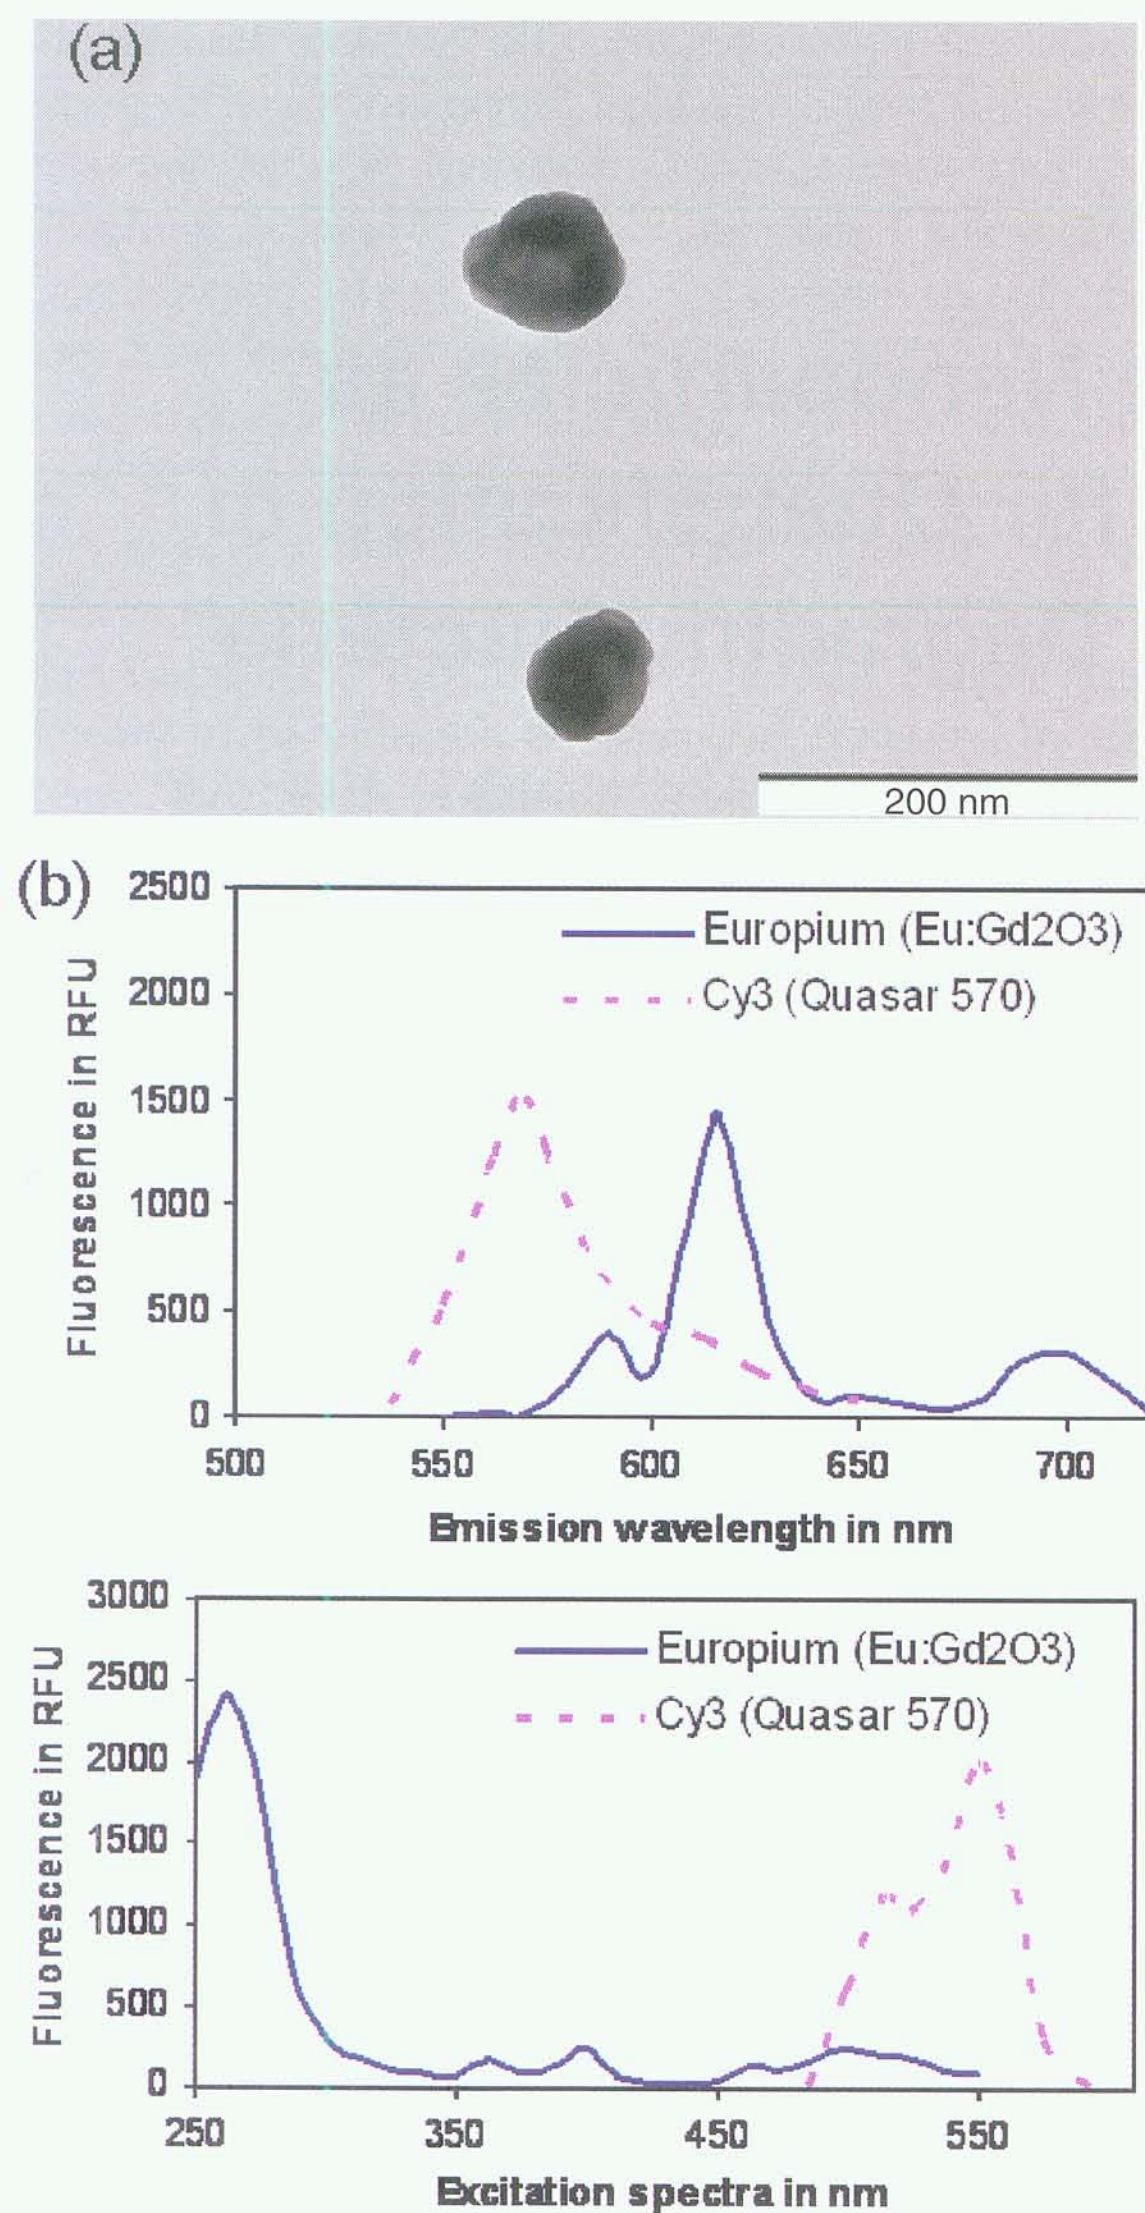 (a)
200 nm
(b)
2500
2000
1500
1000
500
0
Fluorescence in RFU
Europium (Eu:Gd2O3)
Cy3 (Quasar 570)
500 550 600 650 700
Emission wavelength in nm
3000
2500
2000
1500
1000
500
0
Fluorescence in RFU
Europium (Eu:Gd2O3)
Cy3 (Quasar 570)
250 350 450 550
Excitation spectra in nm